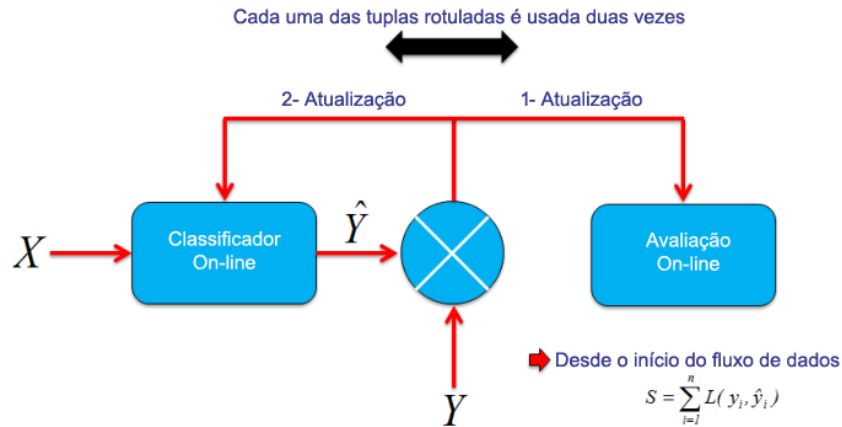 Cada uma das tuplas rotuladas é usada duas vezes
2- Atualização
1- Atualização
X
Classificador
On-line
Ŷ
Avaliação
On-line
Y
Desde o início do fluxo de dados
S = \sum_{i=1}^{n} L( y_i, ŷ_i )